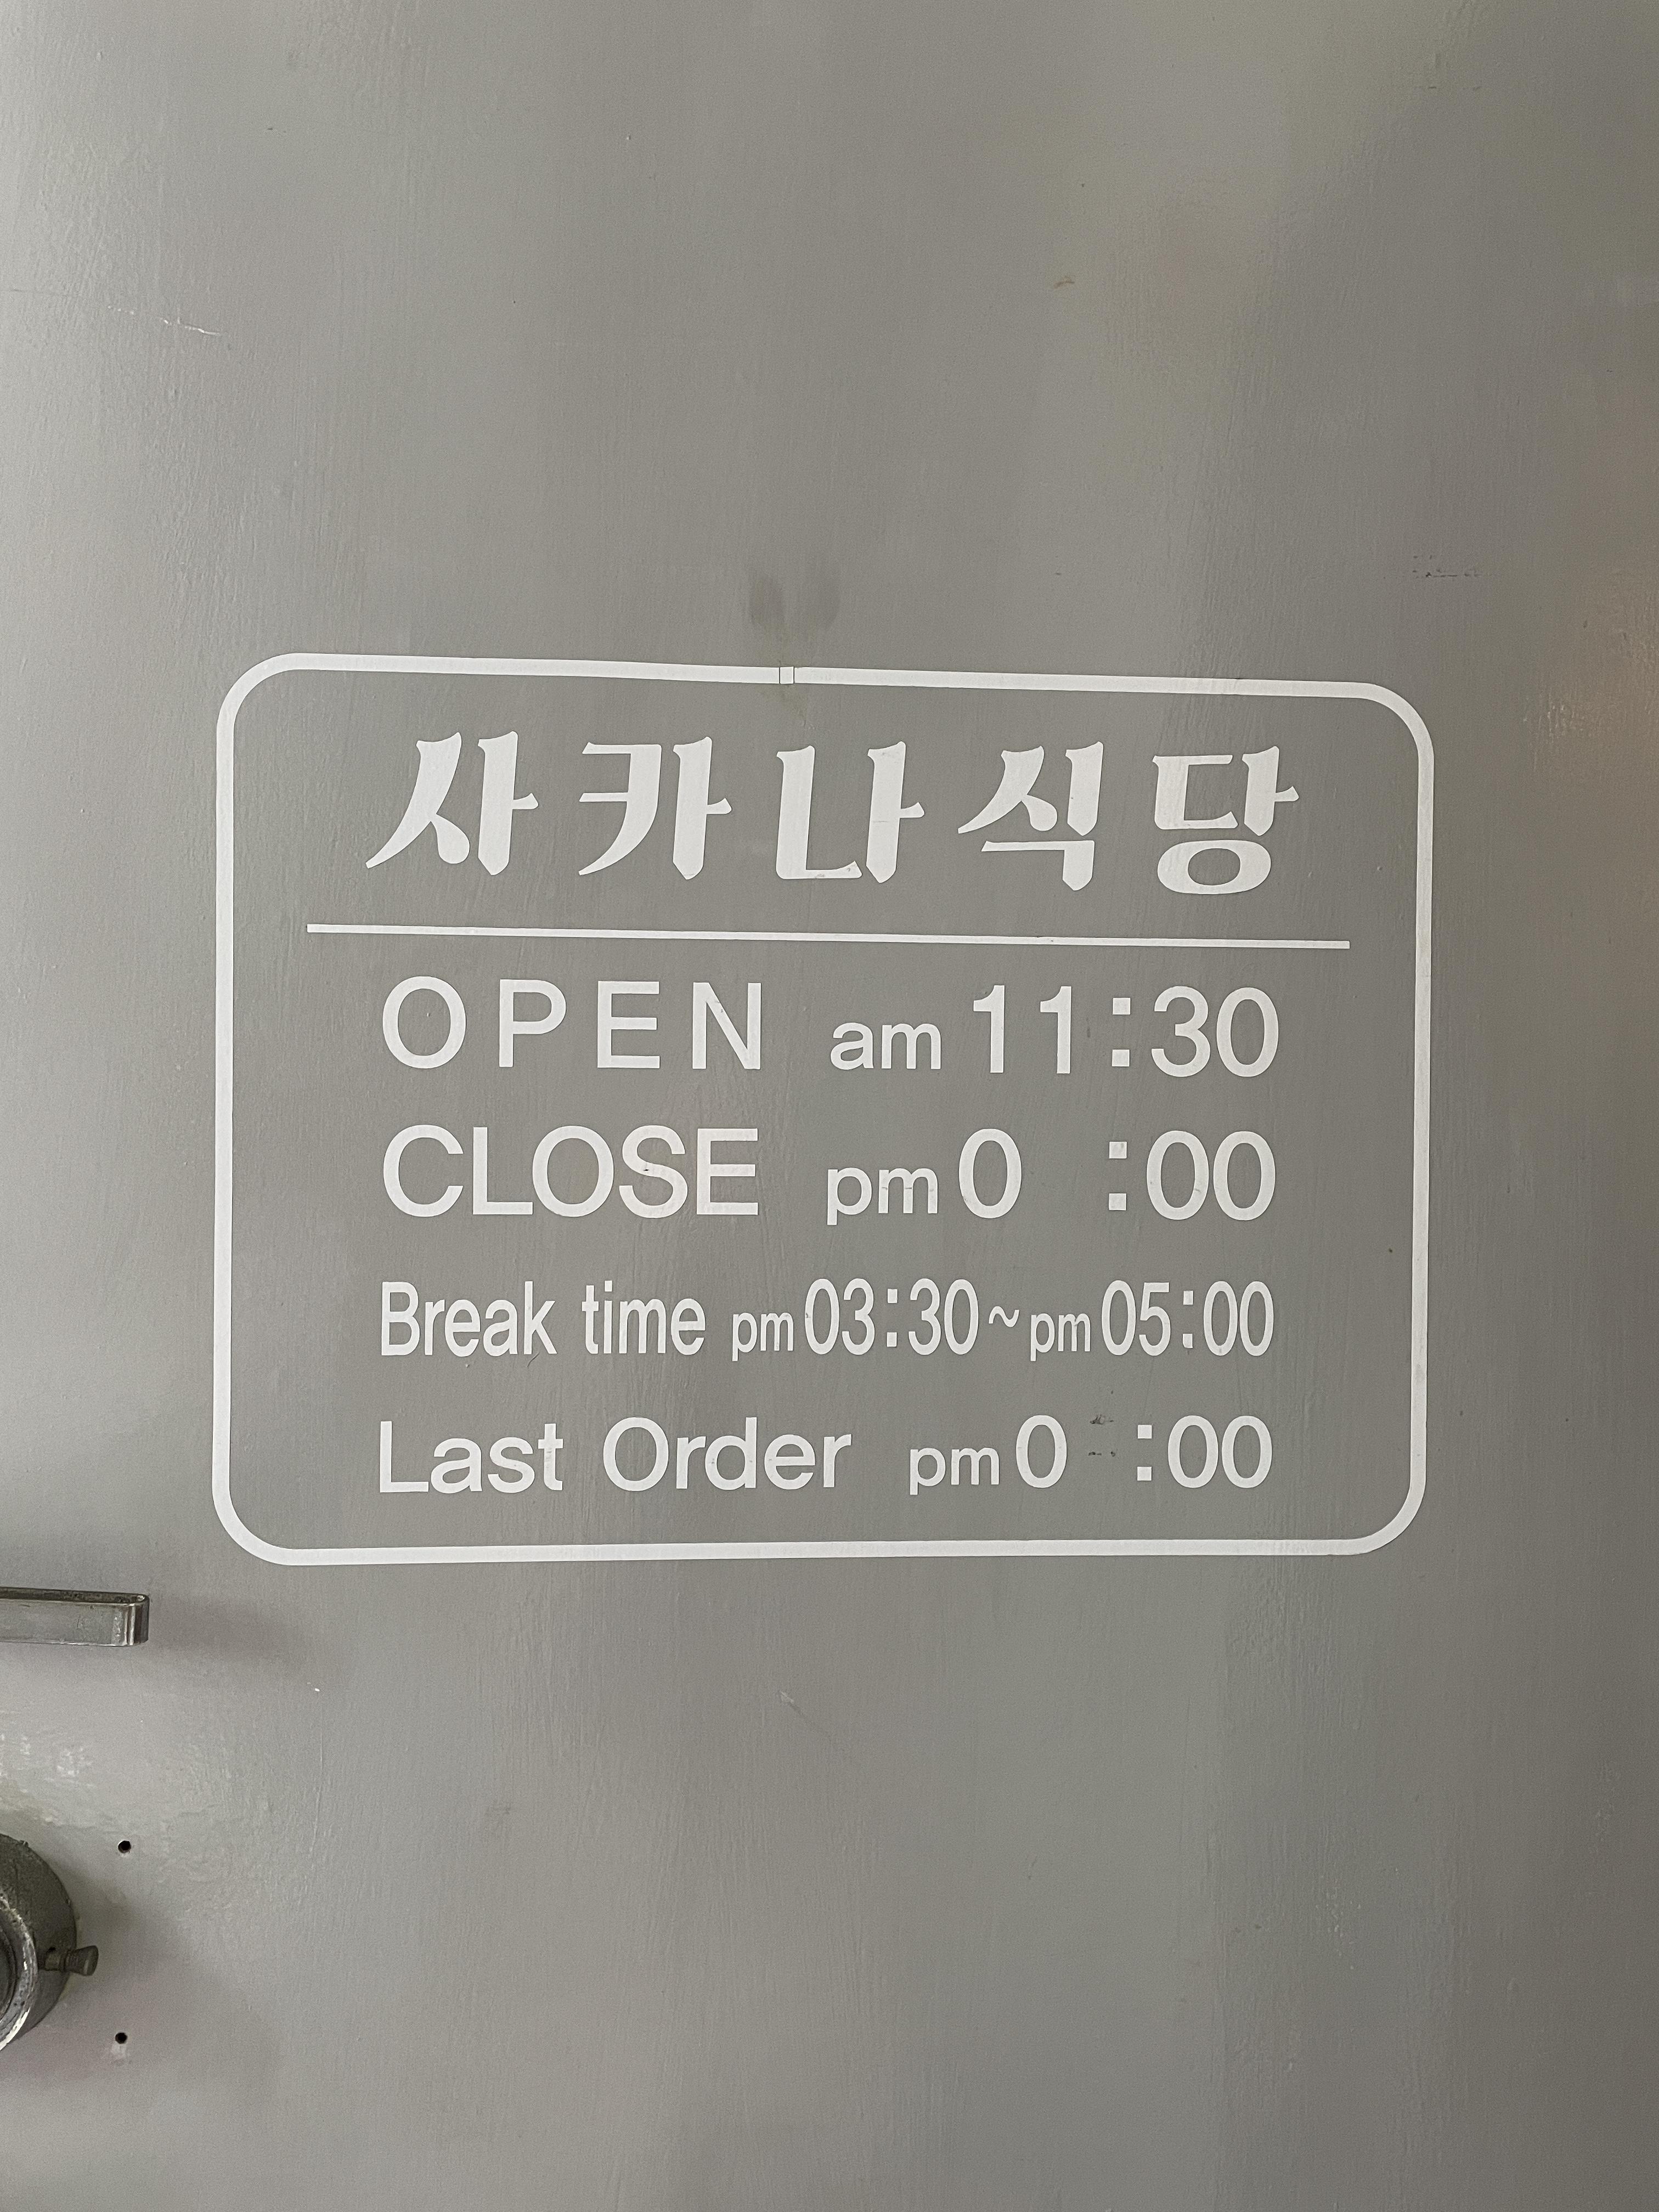 사카나식당
OPEN am 11:30
CLOSE pm 0 :00
Break time pm 03:30~pm 05:00
Last Order pm 0 :00